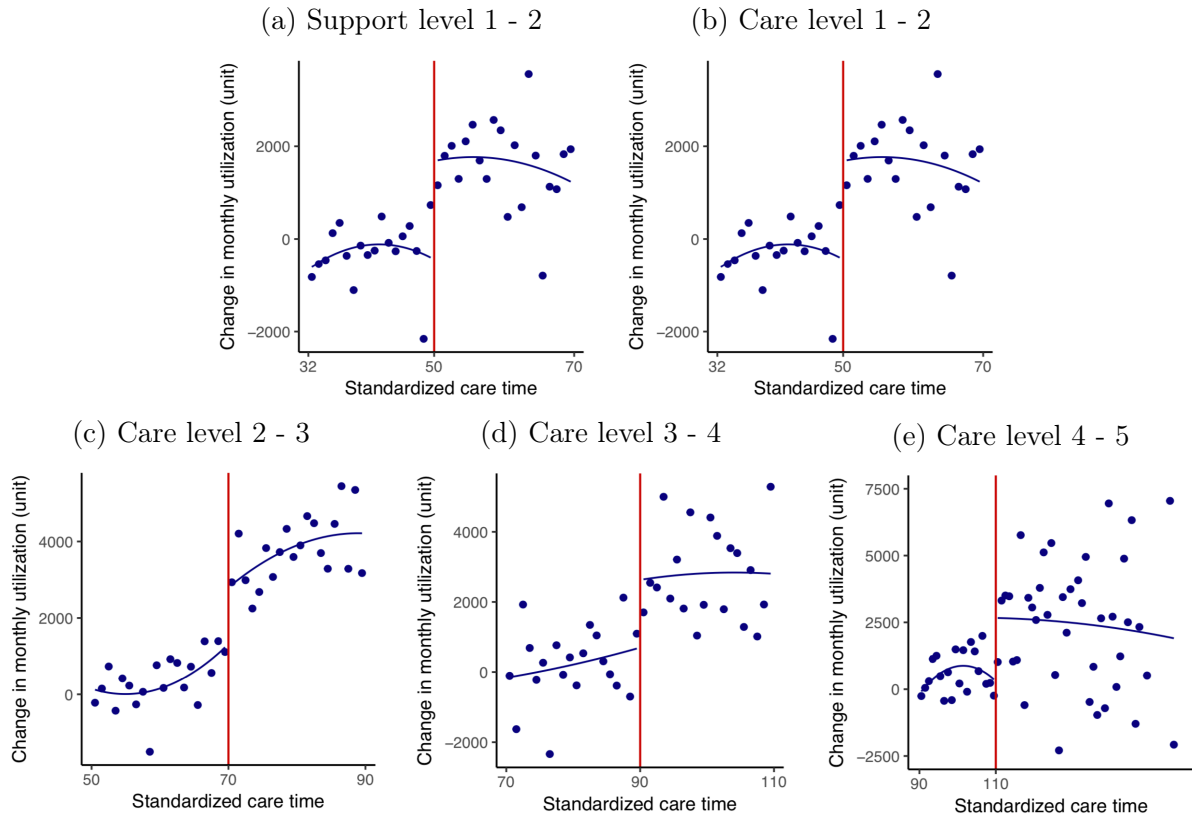 (a) Support level 1 - 2
Change in monthly utilization (unit)
2000
0
−2000
32 50 70
Standardized care time
(b) Care level 1 - 2
Change in monthly utilization (unit)
2000
0
−2000
32 50 70
Standardized care time
(c) Care level 2 - 3
Change in monthly utilization (unit)
4000
2000
0
50 70 90
Standardized care time
(d) Care level 3 - 4
Change in monthly utilization (unit)
4000
2000
0
−2000
70 90 110
Standardized care time
(e) Care level 4 - 5
Change in monthly utilization (unit)
7500
5000
2500
0
−2500
90 110
Standardized care time